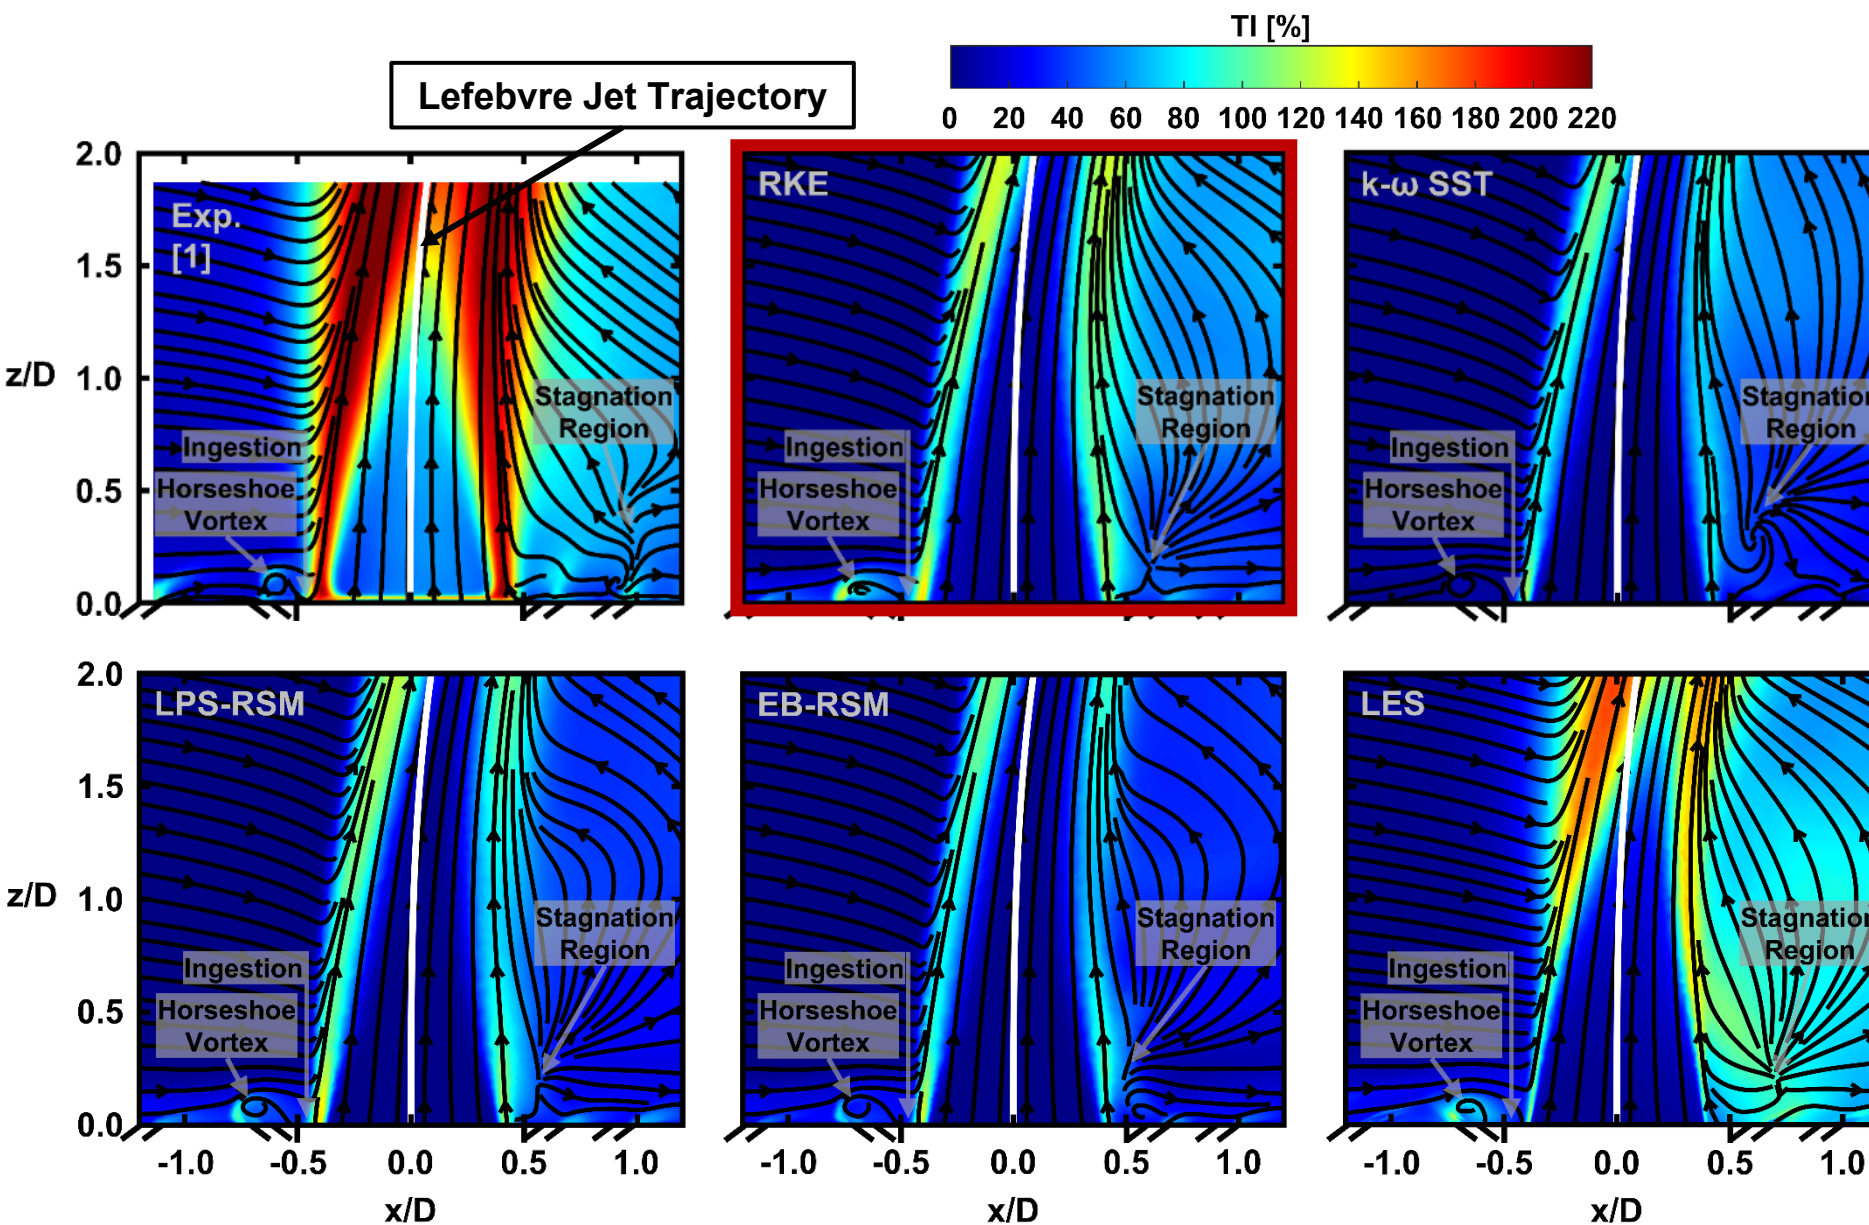 TI [%]
0 20 40 60 80 100 120 140 160 180 200 220
Lefebvre Jet Trajectory
2.0
1.5
1.0
0.5
0.0
z/D
Exp.
[1]
Ingestion
Horseshoe
Vortex
Stagnation
Region
RKE
Ingestion
Horseshoe
Vortex
Stagnation
Region
k-ω SST
Ingestion
Horseshoe
Vortex
Stagnation
Region
2.0
1.5
1.0
0.5
0.0
z/D
LPS-RSM
Ingestion
Horseshoe
Vortex
Stagnation
Region
-1.0 -0.5 0.0 0.5 1.0
x/D
EB-RSM
Ingestion
Horseshoe
Vortex
Stagnation
Region
-1.0 -0.5 0.0 0.5 1.0
x/D
LES
Ingestion
Horseshoe
Vortex
Stagnation
Region
-1.0 -0.5 0.0 0.5 1.0
x/D